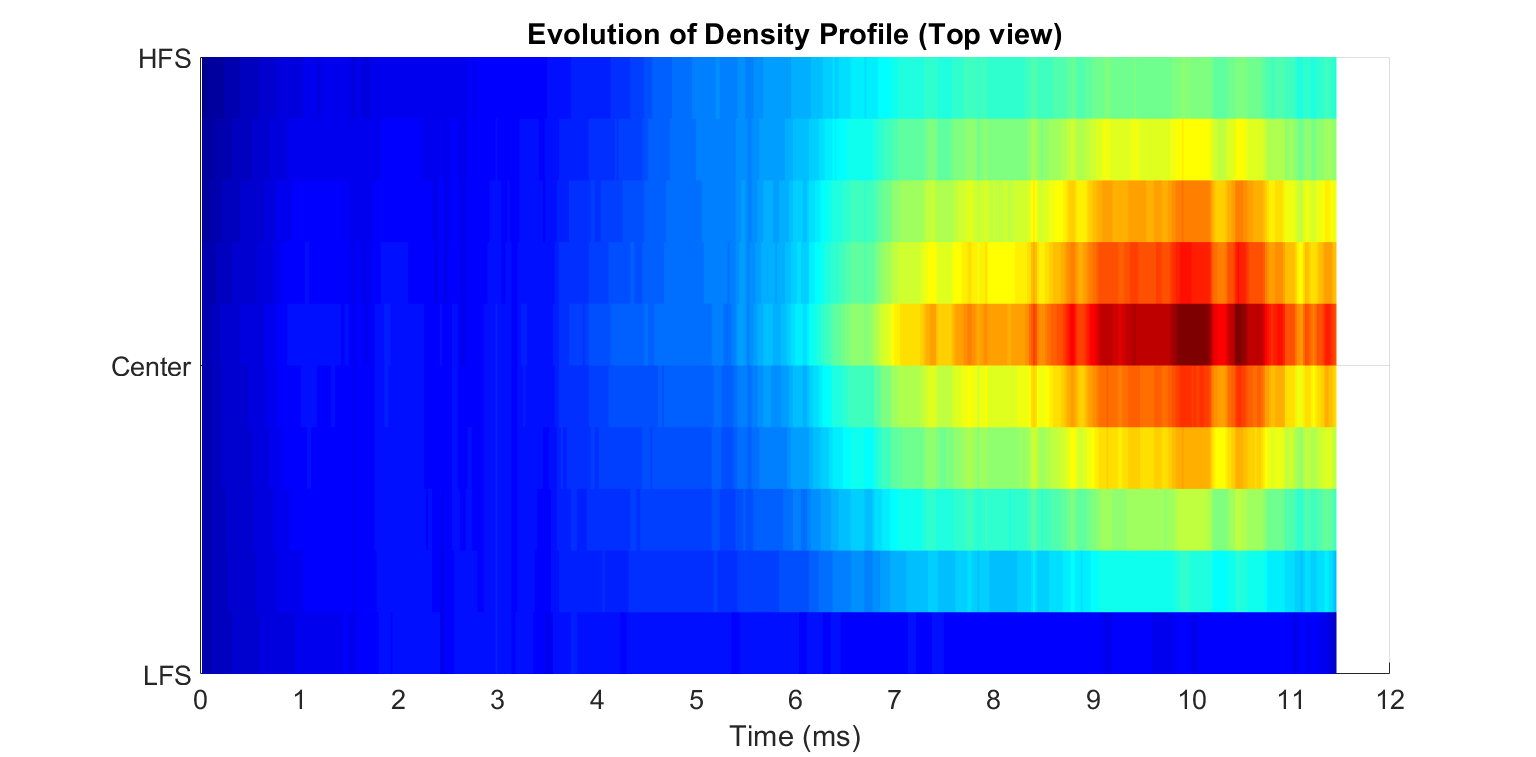 Evolution of Density Profile (Top view)
HFS
Center
LFS
0 1 2 3 4 5 6 7 8 9 10 11 12
Time (ms)